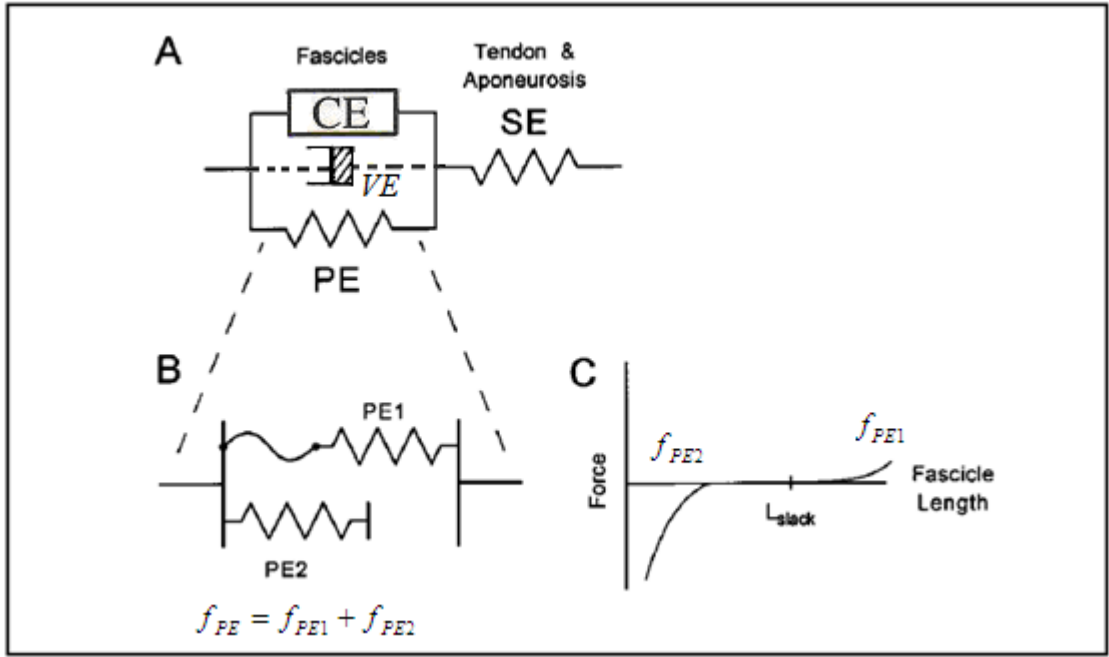 A
Fascicles
Tendon &
Aponeurosis
CE
SE
VE
PE
B
PE1
PE2
f_PE = f_PE1 + f_PE2
C
f_PE2
f_PE1
Force
L_slack
Fascicle
Length